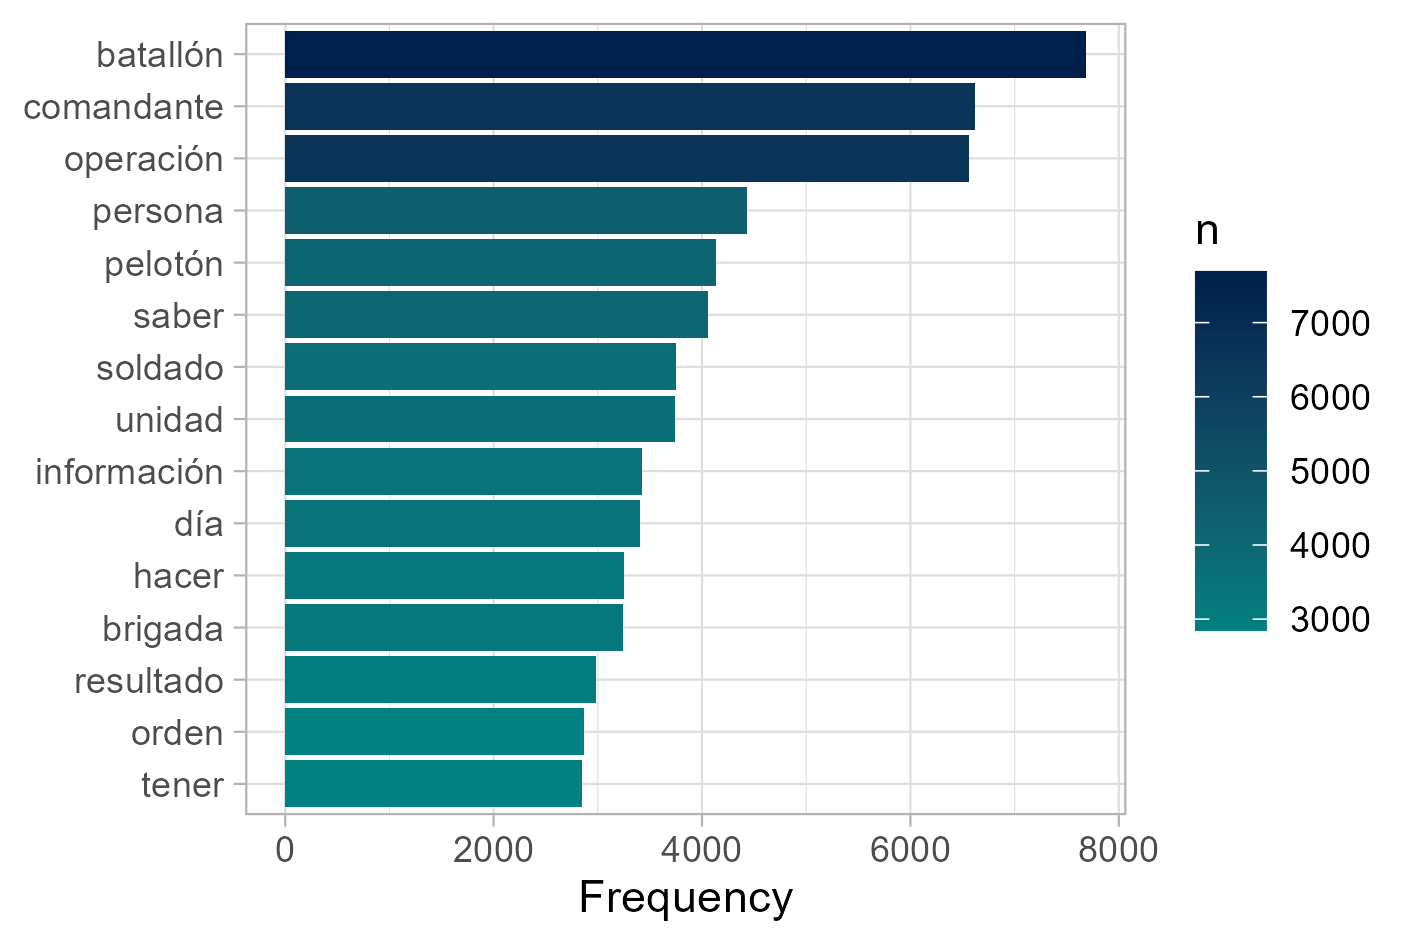 batallón
comandante
operación
persona
pelotón
saber
soldado
unidad
información
día
hacer
brigada
resultado
orden
tener
0 2000 4000 6000 8000
Frequency
n
7000
6000
5000
4000
3000